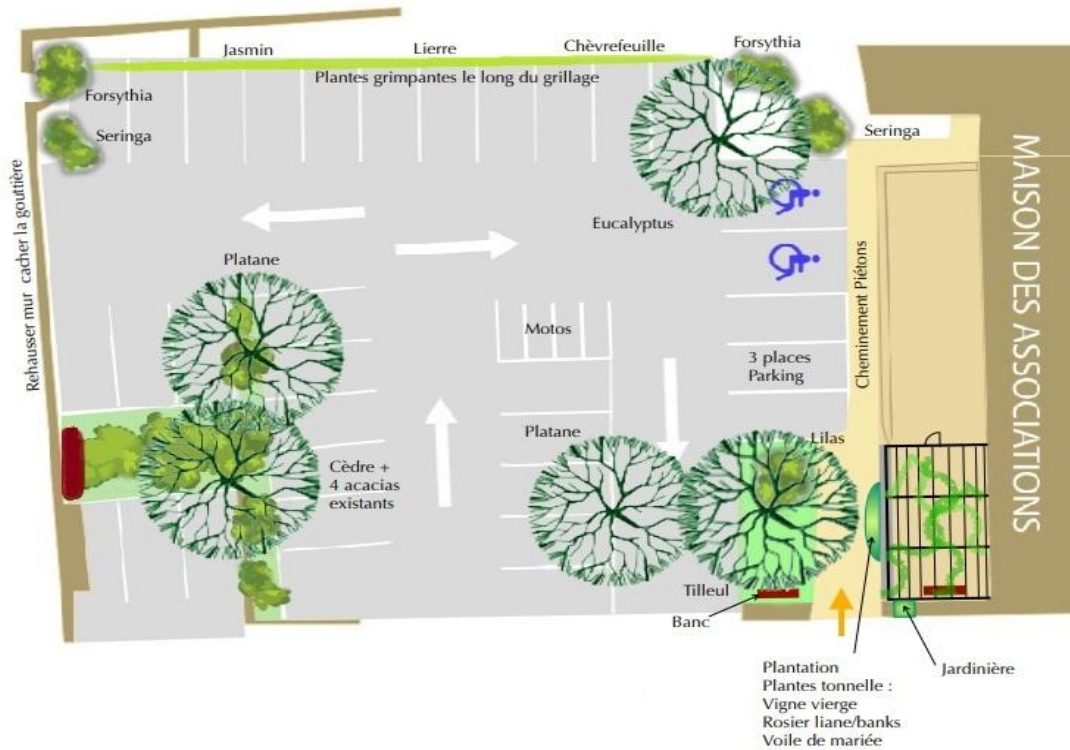 Jasmin
Lierre
Chèvrefeuille
Forsythia
Plantes grimpantes le long du grillage
Forsythia
Seringa
Seringa
Rehausser mur cacher la gouttière
Eucalyptus
Platane
Motos
3 places
Parking
Cheminement Piétons
MAISON DES ASSOCIATIONS
Platane
Lilas
Cèdre +
4 acacias
existants
Tilleul
Banc
Plantation
Plantes tonnelle :
Vigne vierge
Rosier liane/banks
Voile de mariée
Jardinière